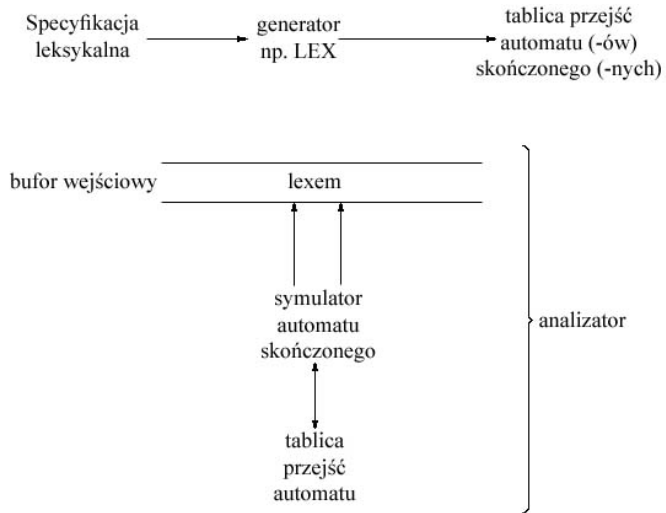 Specyfikacja
leksykalna
generator
np. LEX
tablica przejść
automatu (-ów)
skończonego (-nych)
bufor wejściowy
lexem
symulator
automatu
skończonego
analizator
tablica
przejść
automatu